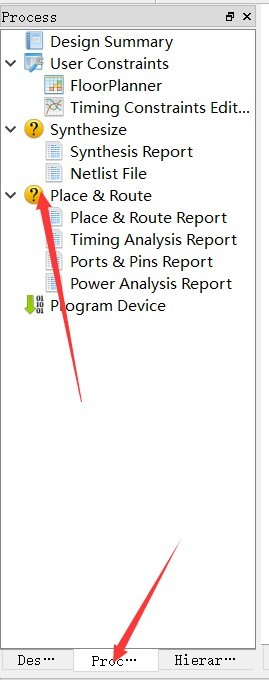 Process
Design Summary
User Constraints
FloorPlanner
Timing Constraints Edit...
Synthesize
Synthesis Report
Netlist File
Place & Route
Place & Route Report
Timing Analysis Report
Ports & Pins Report
Power Analysis Report
Program Device
Des… Proc… Hierar…